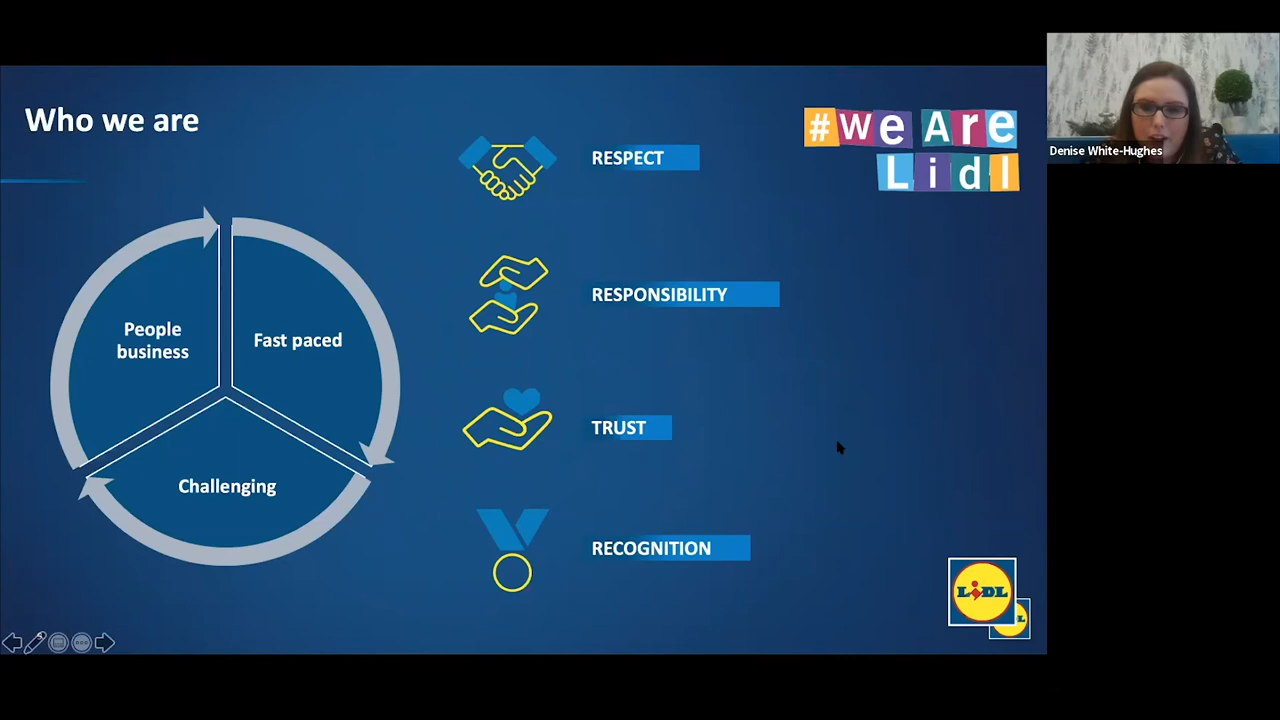 Who we are
#We Are
Lidl
People
business
Fast paced
Challenging
RESPECT
RESPONSIBILITY
TRUST
RECOGNITION
LIDL
Denise White-Hughes